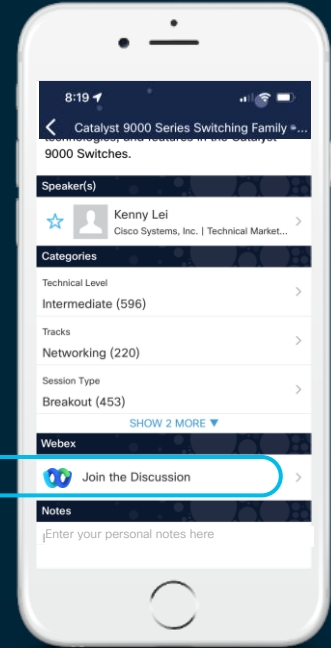 8:19
Catalyst 9000 Series Switching Family -...
technologies, and features in the Catalyst
9000 Switches.
Speaker(s)
Kenny Lei
Cisco Systems, Inc. | Technical Market...
Categories
Technical Level
Intermediate (596)
Tracks
Networking (220)
Session Type
Breakout (453)
SHOW 2 MORE ▼
Webex
Join the Discussion
Notes
Enter your personal notes here